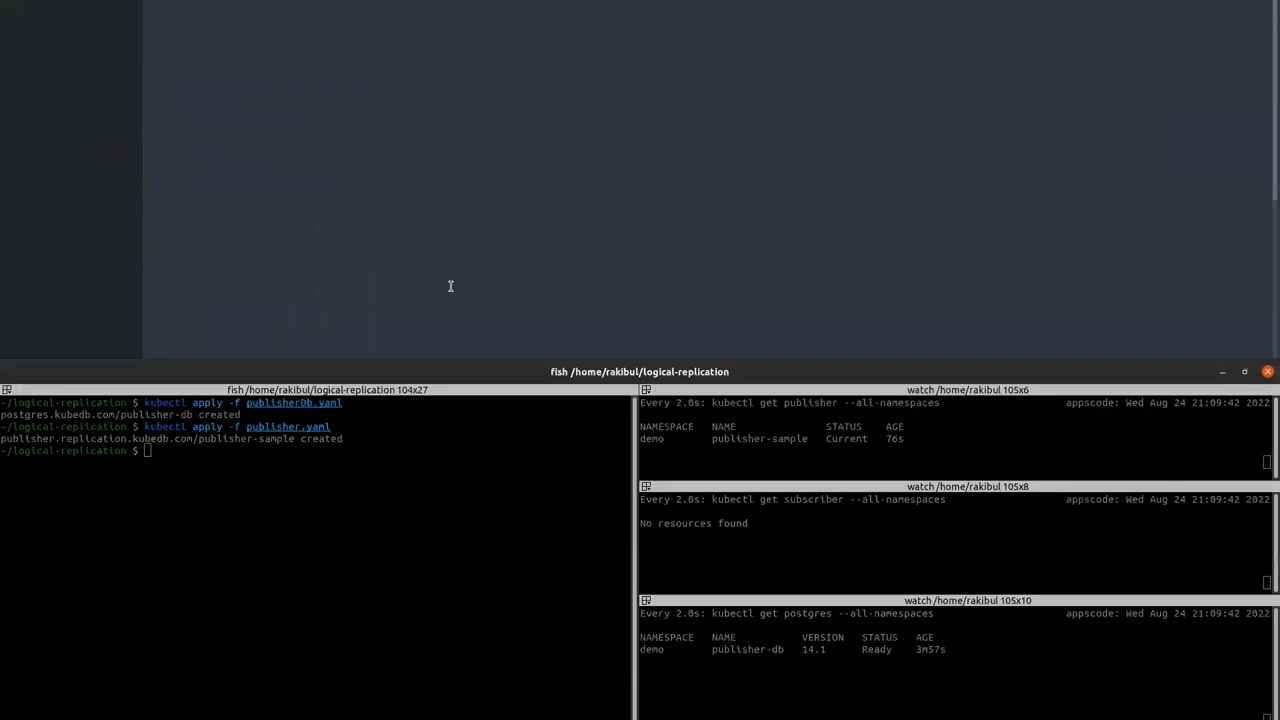 fish /home/rakibul/logical-replication
fish /home/rakibul/logical-replication 104x27
~/logical-replication $ kubectl apply -f publisherDb.yaml
postgres.kubedb.com/publisher-db created
~/logical-replication $ kubectl apply -f publisher.yaml
publisher.replication.kubedb.com/publisher-sample created
~/logical-replication $
watch /home/rakibul 105x6
Every 2.0s: kubectl get publisher --all-namespaces appscode: Wed Aug 24 21:09:42 2022
NAMESPACE NAME STATUS AGE
demo publisher-sample Current 76s
watch /home/rakibul 105x8
Every 2.0s: kubectl get subscriber --all-namespaces appscode: Wed Aug 24 21:09:42 2022
No resources found
watch /home/rakibul 105x10
Every 2.0s: kubectl get postgres --all-namespaces appscode: Wed Aug 24 21:09:42 2022
NAMESPACE NAME VERSION STATUS AGE
demo publisher-db 14.1 Ready 3m57s